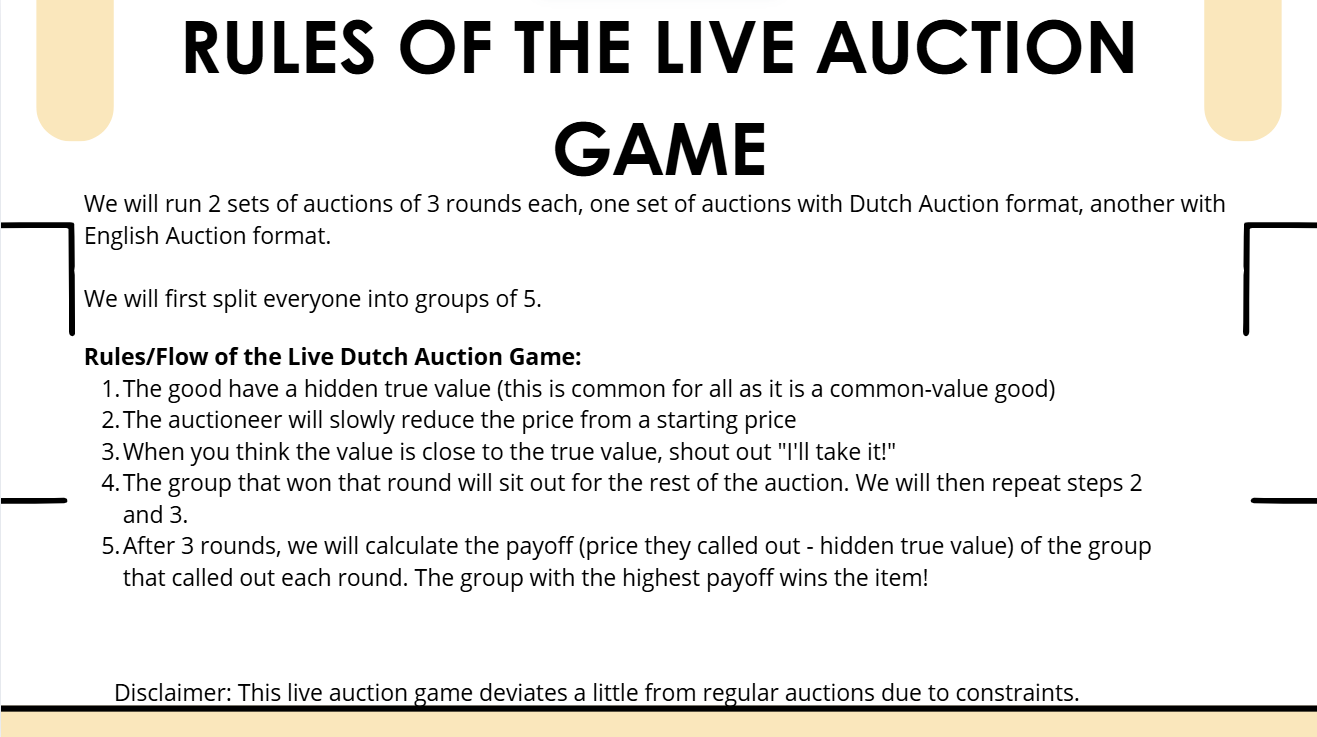 RULES OF THE LIVE AUCTION
GAME
We will run 2 sets of auctions of 3 rounds each, one set of auctions with Dutch Auction format, another with
English Auction format.
We will first split everyone into groups of 5.
Rules/Flow of the Live Dutch Auction Game:
1. The good have a hidden true value (this is common for all as it is a common-value good)
2. The auctioneer will slowly reduce the price from a starting price
3. When you think the value is close to the true value, shout out "I'll take it!"
4. The group that won that round will sit out for the rest of the auction. We will then repeat steps 2
and 3.
5. After 3 rounds, we will calculate the payoff (price they called out - hidden true value) of the group
that called out each round. The group with the highest payoff wins the item!
Disclaimer: This live auction game deviates a little from regular auctions due to constraints.